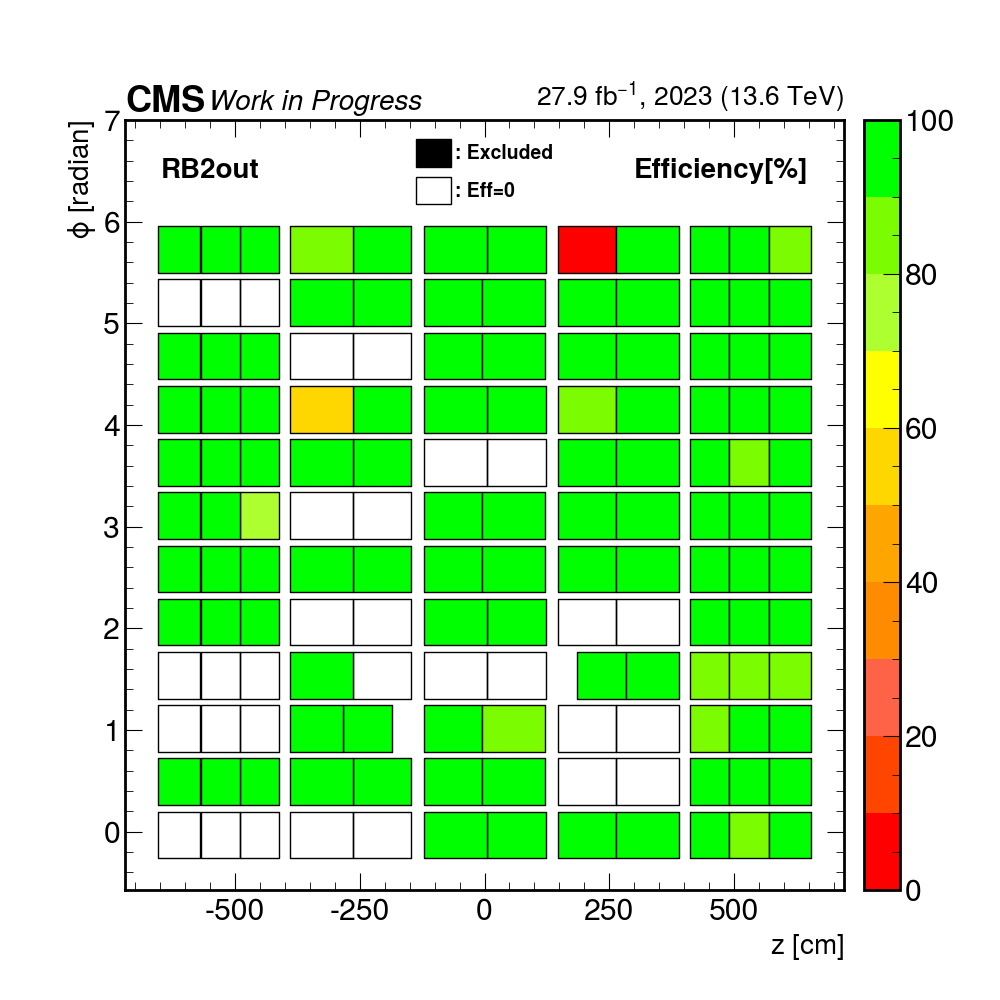 CMS Work in Progress 27.9 fb⁻¹, 2023 (13.6 TeV)
RB2out : Excluded Efficiency[%]
: Eff=0
ϕ [radian]
7
6
5
4
3
2
1
0
-500 -250 0 250 500
z [cm]
100
80
60
40
20
0